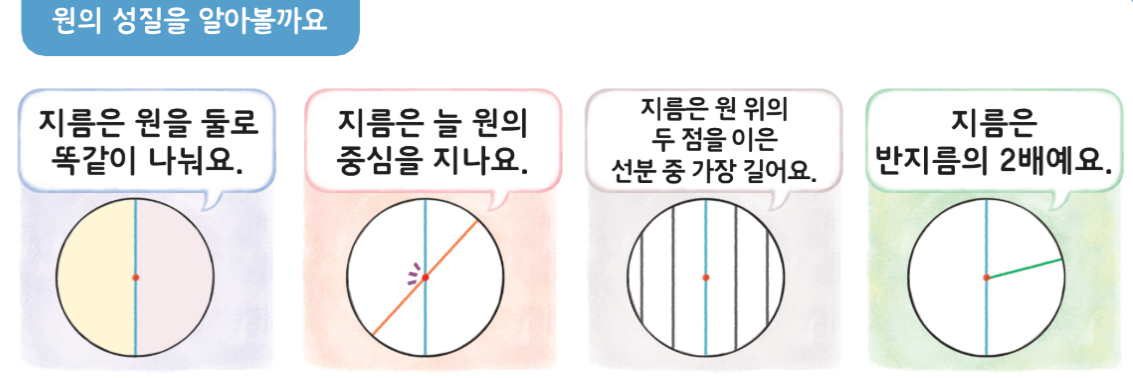 원의 성질을 알아볼까요
지름은 원을 둘로
똑같이 나눠요.
지름은 늘 원의
중심을 지나요.
지름은 원 위의
두 점을 이은
선분 중 가장 길어요.
지름은
반지름의 2배예요.